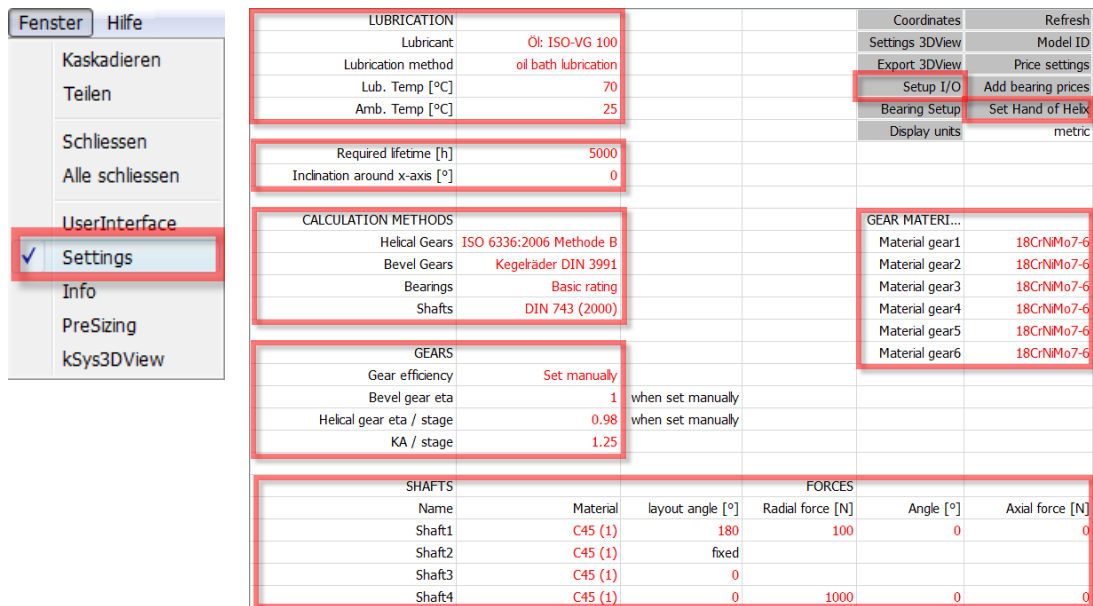 Fenster Hilfe
Kaskadieren
Teilen
Schliessen
Alle schliessen
UserInterface
Settings
Info
PreSizing
kSys3DView
LUBRICATION Coordinates Refresh
Lubricant Öl: ISO-VG 100 Settings 3DView Model ID
Lubrication method oil bath lubrication Export 3DView Price settings
Lub. Temp [°C] 70 Setup I/O Add bearing prices
Amb. Temp [°C] 25 Bearing Setup Set Hand of Helix
Display units metric
Required lifetime [h] 5000
Inclination around x-axis [°] 0
CALCULATION METHODS GEAR MATERI...
Helical Gears ISO 6336:2006 Methode B Material gear1 18CrNiMo7-6
Bevel Gears Kegelräder DIN 3991 Material gear2 18CrNiMo7-6
Bearings Basic rating Material gear3 18CrNiMo7-6
Shafts DIN 743 (2000) Material gear4 18CrNiMo7-6
Material gear5 18CrNiMo7-6
GEARS Material gear6 18CrNiMo7-6
Gear efficiency Set manually
Bevel gear eta 1 when set manually
Helical gear eta / stage 0.98 when set manually
KA / stage 1.25
SHAFTS FORCES
Name Material layout angle [°] Radial force [N] Angle [°] Axial force [N]
Shaft1 C45 (1) 180 100 0 0
Shaft2 C45 (1) fixed
Shaft3 C45 (1) 0
Shaft4 C45 (1) 0 1000 0 0